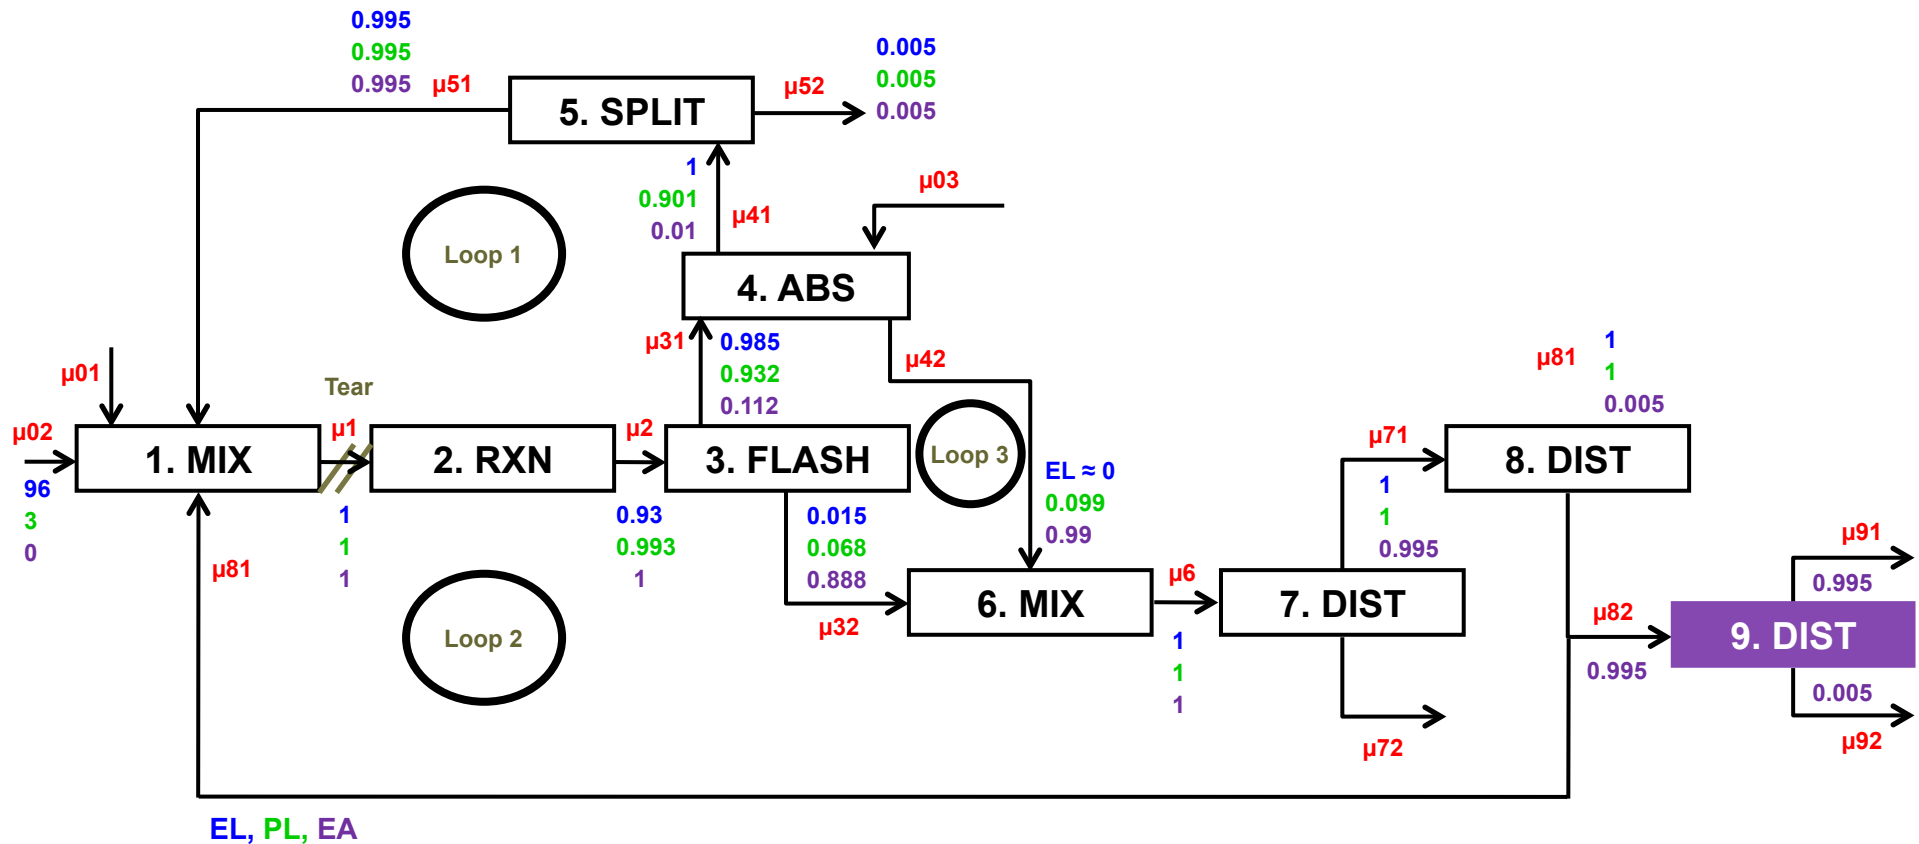 0.995
0.995
0.995
µ51
5. SPLIT
µ52
0.005
0.005
0.005
1
0.901
0.01
µ41
µ03
Loop 1
4. ABS
µ31
0.985
0.932
0.112
µ42
µ81
1
1
0.005
µ01
Tear
µ02
96
3
0
1. MIX
µ1
1
1
1
2. RXN
µ2
0.93
0.993
1
3. FLASH
Loop 3
EL ≈ 0
0.099
0.99
µ71
1
1
0.995
8. DIST
0.015
0.068
0.888
µ32
µ81
Loop 2
6. MIX
µ6
1
1
1
7. DIST
µ72
µ82
0.995
µ91
0.995
9. DIST
0.005
µ92
EL, PL, EA